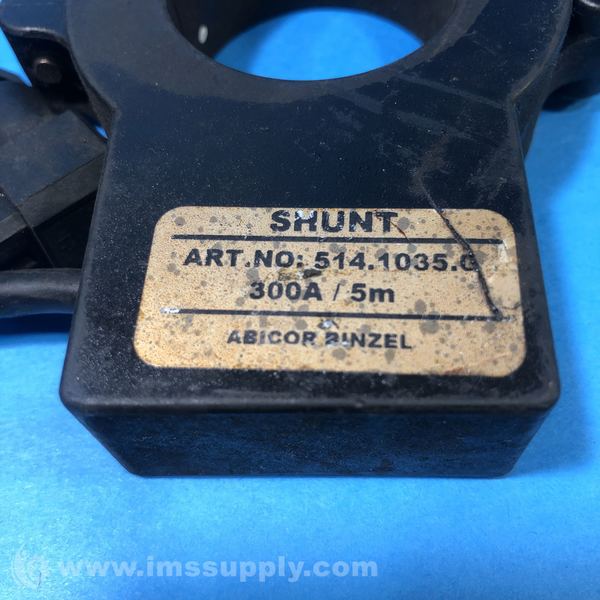 SHUNT
ART.NO: 514.1035.G
300A / 5m
ABICOR BINZEL
www.imssupply.com